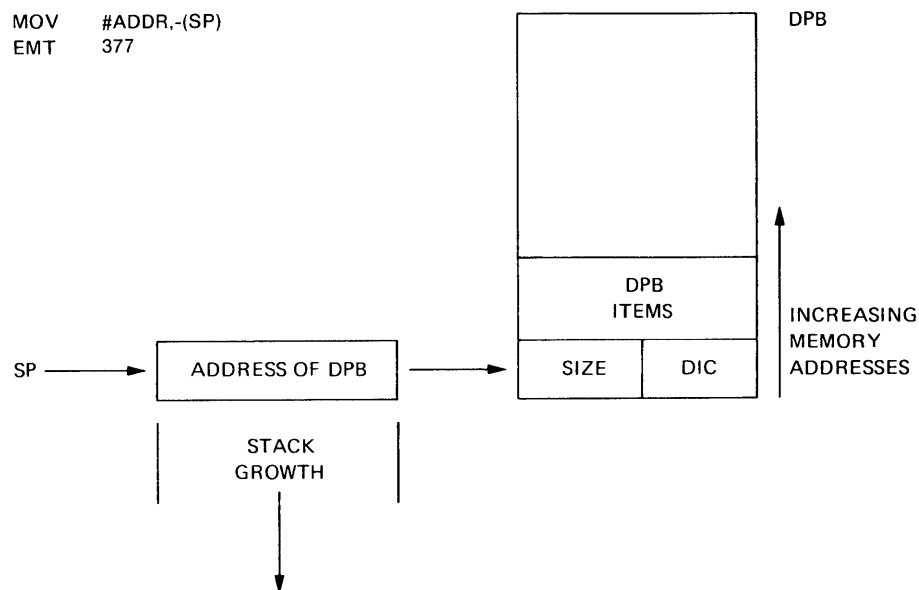 MOV #ADDR,-(SP)
EMT 377
DPB
DPB
ITEMS
SIZE DIC
INCREASING
MEMORY
ADDRESSES
SP ADDRESS OF DPB
STACK
GROWTH